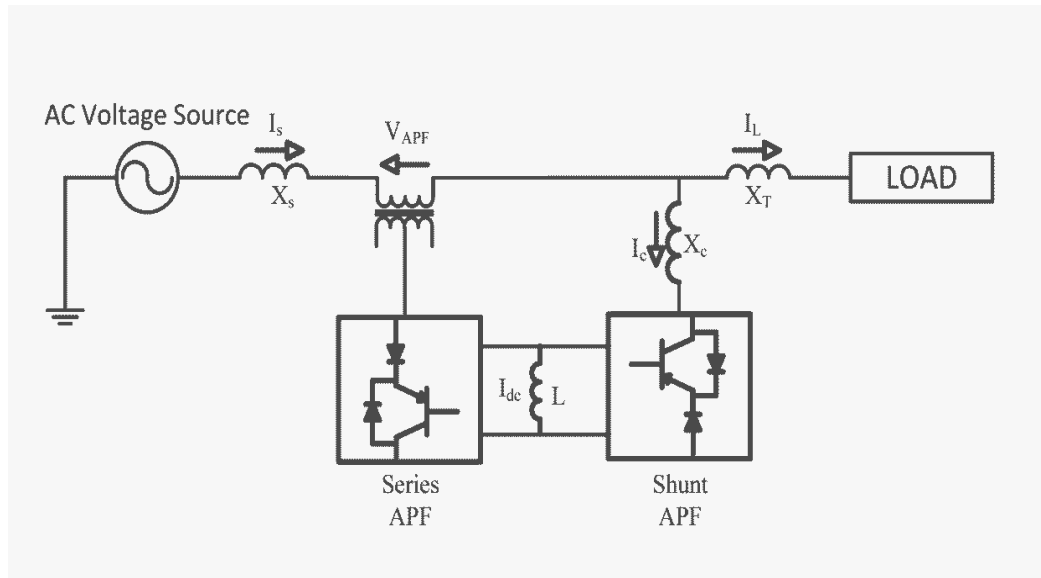 AC Voltage Source
Is
VAPF
IL
Xs
XT
LOAD
Ic
Xc
Idc
L
Series
APF
Shunt
APF